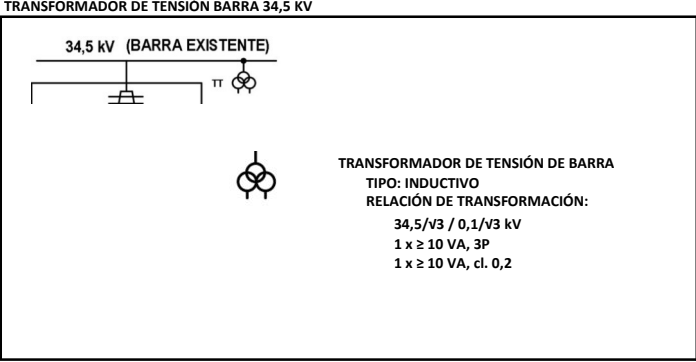 TRANSFORMADOR DE TENSIÓN BARRA 34,5 KV
34,5 kV (BARRA EXISTENTE)
TT
TRANSFORMADOR DE TENSIÓN DE BARRA
TIPO: INDUCTIVO
RELACIÓN DE TRANSFORMACIÓN:
34,5/√3 / 0,1/√3 kV
1 x ≥ 10 VA, 3P
1 x ≥ 10 VA, cl. 0,2